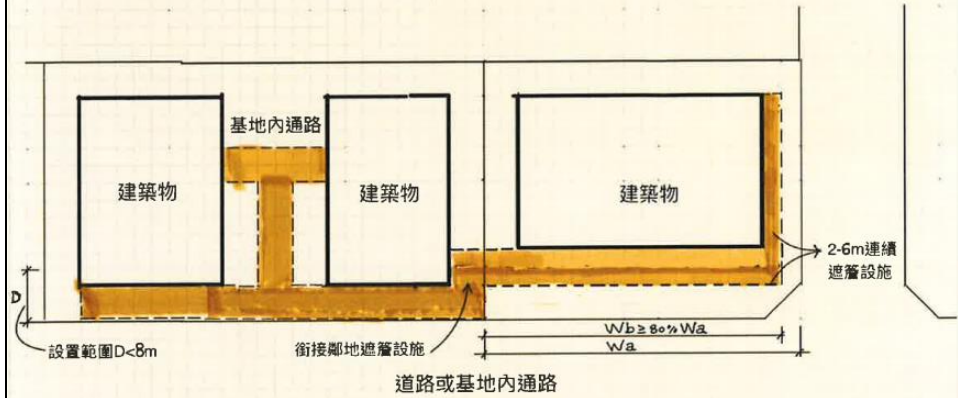 基地內通路
建築物
建築物
建築物
2-6m連續
遮簷設施
D
Wb≥80%Wa
設置範圍D<8m
銜接鄰地遮簷設施
Wa
道路或基地內通路